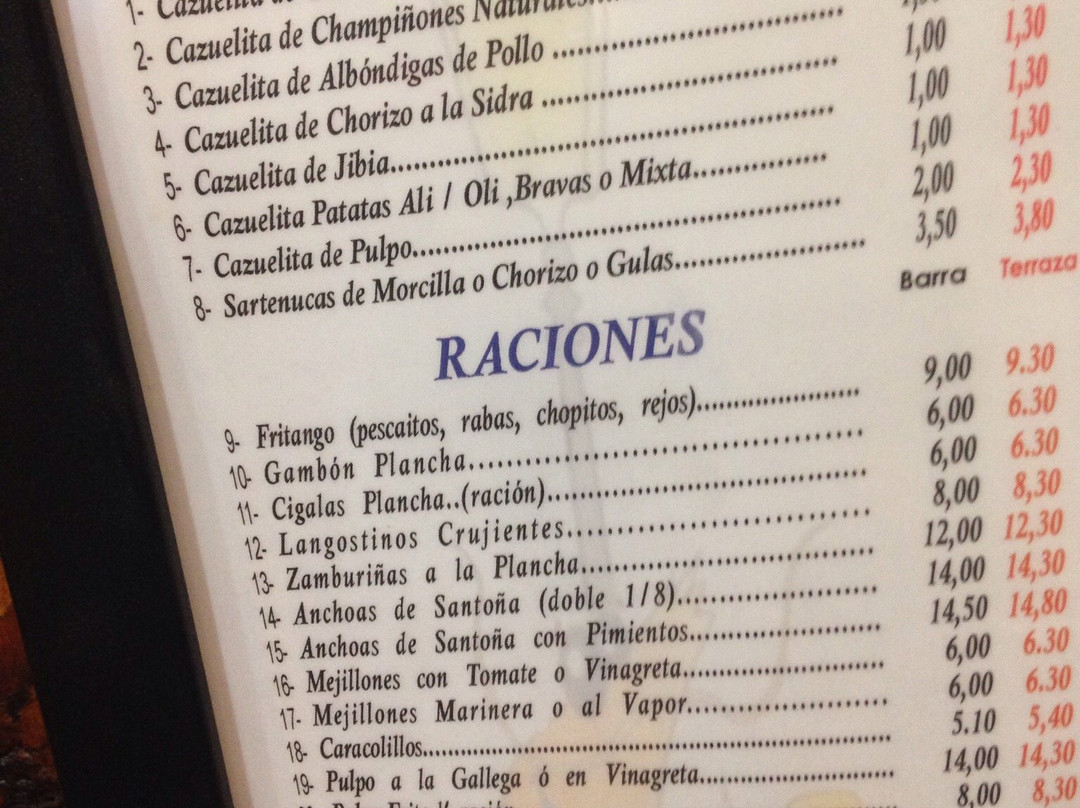 1- Cazuelita de
2- Cazuelita de Champiñones Naturales
3- Cazuelita de Albóndigas de Pollo ................................
4- Cazuelita de Chorizo a la Sidra ................................ 1,00 1,30
5- Cazuelita de Jibia................................................ 1,00 1,30
6- Cazuelita Patatas Ali / Oli ,Bravas o Mixta.................. 1,00 1,30
7- Cazuelita de Pulpo................................................ 2,00 2,30
8- Sartenucas de Morcilla o Chorizo o Gulas..................... 3,50 3,80
Barra Terraza
RACIONES
9- Fritango (pescaitos, rabas, chopitos, rejos)................... 9,00 9.30
10- Gambón Plancha................................................ 6,00 6.30
11- Cigalas Plancha..(ración)...................................... 6,00 6.30
12- Langostinos Crujientes........................................ 8,00 8,30
13- Zamburiñas a la Plancha..................................... 12,00 12,30
14- Anchoas de Santoña (doble 1/8)........................... 14,00 14,30
15- Anchoas de Santoña con Pimientos........................ 14,50 14,80
16- Mejillones con Tomate o Vinagreta........................ 6,00 6.30
17- Mejillones Marinera o al Vapor............................. 6,00 6.30
18- Caracolillos...................................................... 5.10 5,40
19- Pulpo a la Gallega ó en Vinagreta......................... 14,00 14,30
8,00 8,30